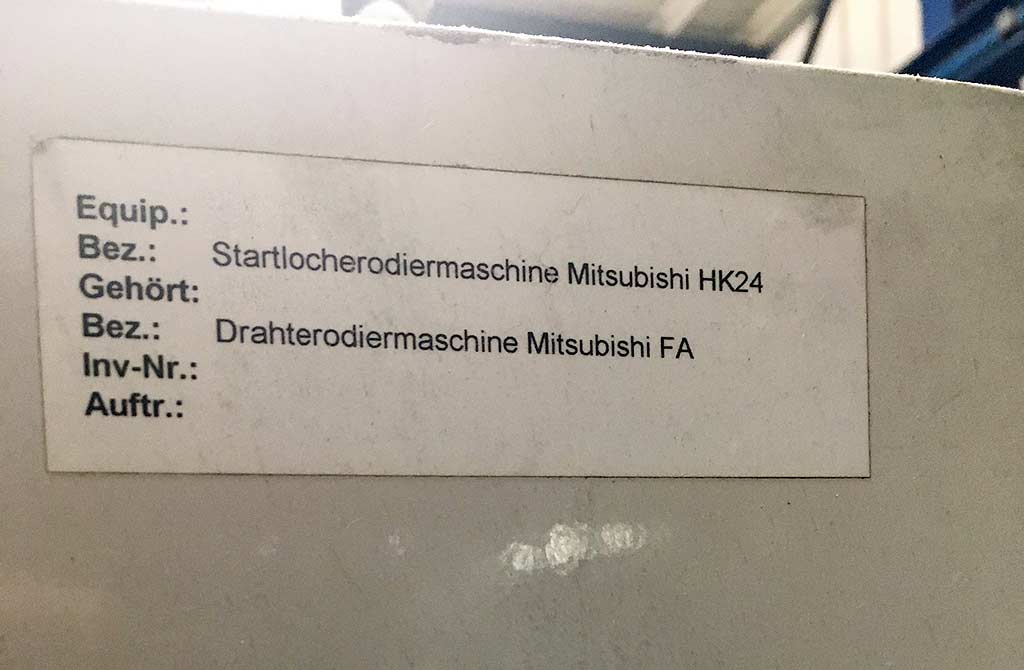 Equip.:
Bez.: Startlocherodiermaschine Mitsubishi HK24
Gehört:
Bez.: Drahterodiermaschine Mitsubishi FA
Inv-Nr.:
Auftr.: